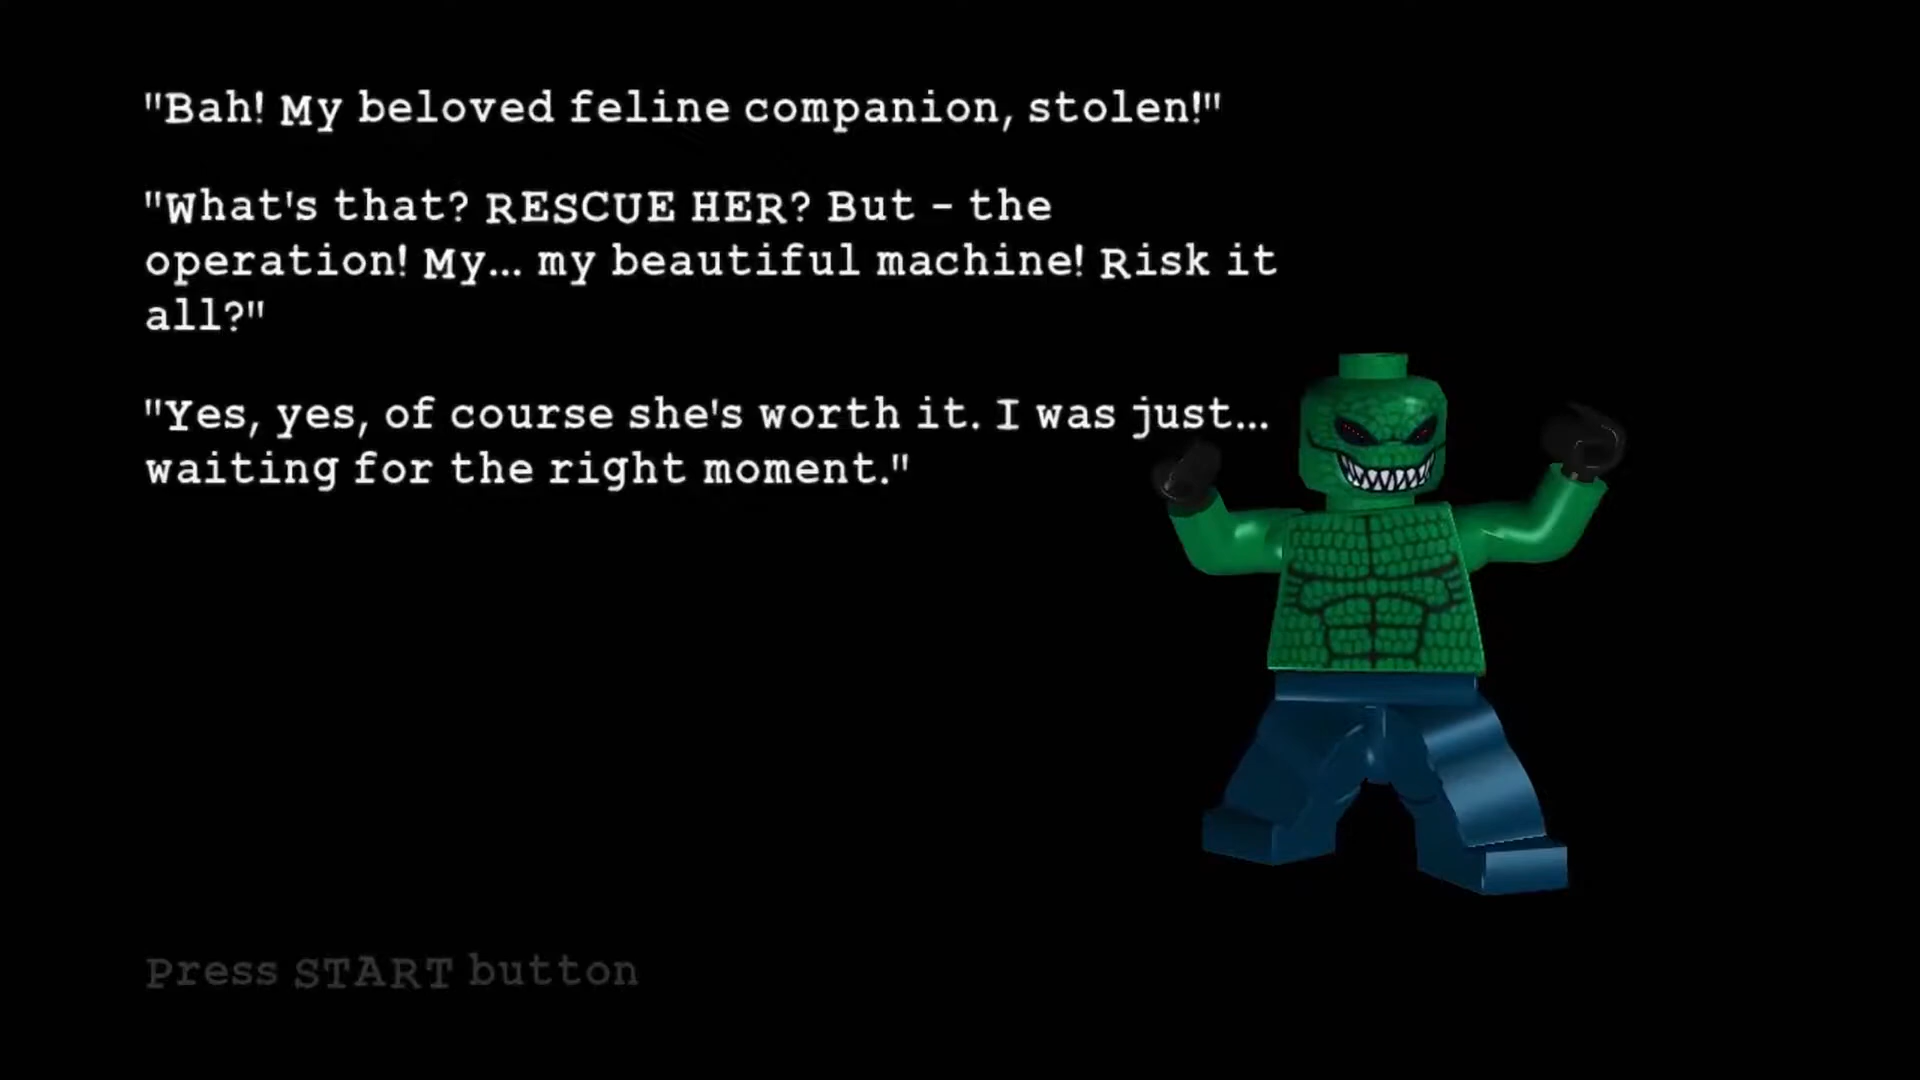 "Bah! My beloved feline companion, stolen!"
"What's that? RESCUE HER? But - the
operation! My... my beautiful machine! Risk it
all?"
"Yes, yes, of course she's worth it. I was just...
waiting for the right moment."
Press START button